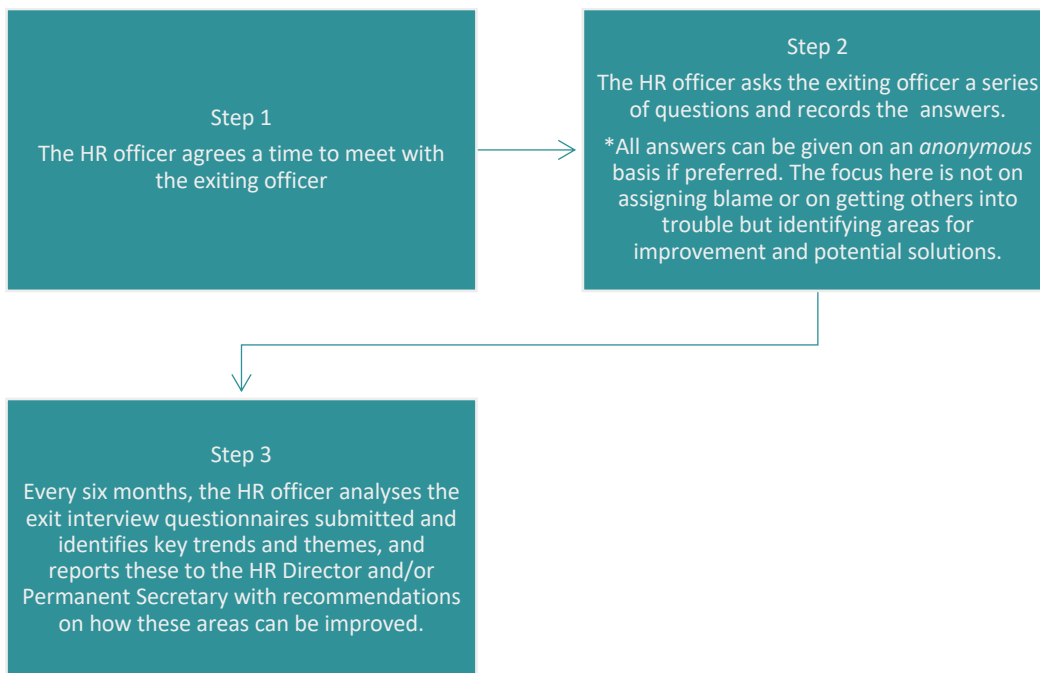 Step 1
The HR officer agrees a time to meet with
the exiting officer
Step 2
The HR officer asks the exiting officer a series
of questions and records the answers.
*All answers can be given on an anonymous
basis if preferred. The focus here is not on
assigning blame or on getting others into
trouble but identifying areas for
improvement and potential solutions.
Step 3
Every six months, the HR officer analyses the
exit interview questionnaires submitted and
identifies key trends and themes, and
reports these to the HR Director and/or
Permanent Secretary with recommendations
on how these areas can be improved.